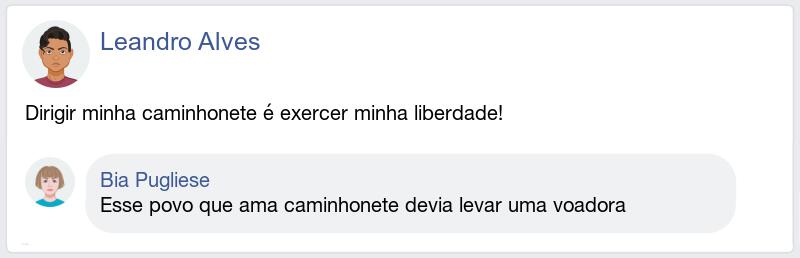 Leandro Alves
Dirigir minha caminhonete é exercer minha liberdade!
Bia Pugliese
Esse povo que ama caminhonete devia levar uma voadora